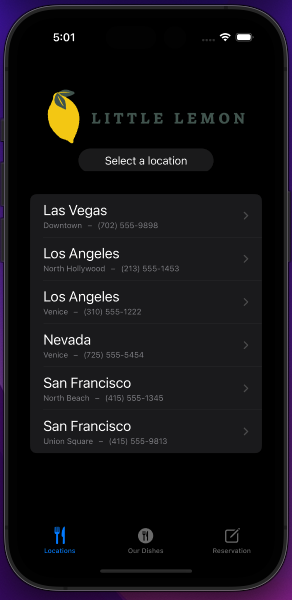 5:01
LITTLE LEMON
Select a location
Las Vegas
Downtown – (702) 555-9898
Los Angeles
North Hollywood – (213) 555-1453
Los Angeles
Venice – (310) 555-1222
Nevada
Venice – (725) 555-5454
San Francisco
North Beach – (415) 555-1345
San Francisco
Union Square – (415) 555-9813
Locations Our Dishes Reservation